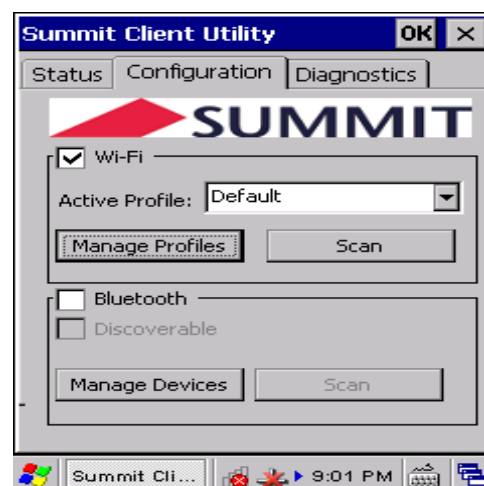 Summit Client Utility OK
Status Configuration Diagnostics
SUMMIT
Wi-Fi
Active Profile: Default
Manage Profiles Scan
Bluetooth
Discoverable
Manage Devices Scan
Summit Cli... 9:01 PM